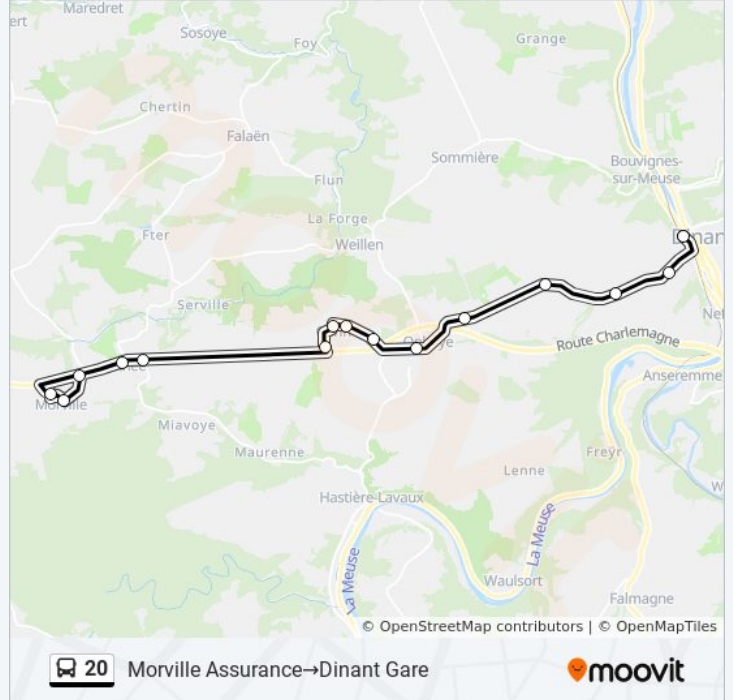 Maredret
ert
Sosoye
Foy
Grange
Chertin
Falaën
Sommière
Bouvignes-
sur-Meuse
Flun
La Forge
Fter
Weillen
Serville
Route Charlemagne
Anseremme
Morville
Miavoye
Maurenne
Freÿr
Lenne
Hastière-Lavaux
La Meuse
La Meuse
Waulsort
Falmagne
© OpenStreetMap contributors | © OpenMapTiles
20 Morville Assurance→Dinant Gare
moovit